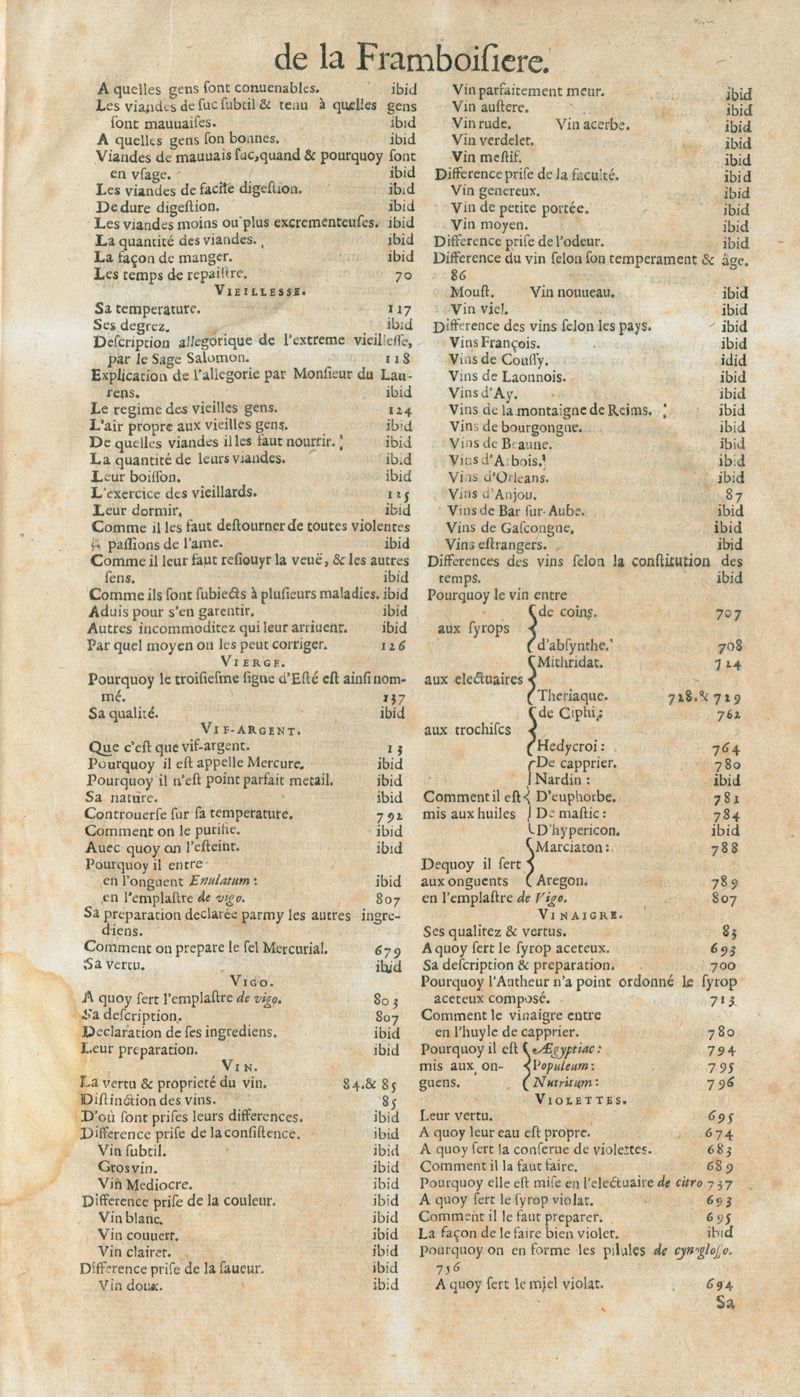 de la Framboiſiere.
A quelles gens ſont conuenables. ibid
Les viandes de ſuc ſubtil & tenu à quelles gens
ſont mauuaiſes. ibid
A quelles gens ſon bonnes. ibid
Viandes de mauuais ſuc, quand & pourquoy ſont
en vſage. ibid
Les viandes de facile digeſtion. ibid
De dure digeſtion. ibid
Les viandes moins ou plus excrementeuſes. ibid
La quantité des viandes. ibid
La façon de manger. ibid
Les temps de repaiſtre. 70
VIEILLESSE.
Sa temperature. 117
Ses degrez. ibid
Deſcription allegorique de l'extreme vieilleſſe,
par le Sage Salomon. 118
Explication de l'allegorie par Monſieur du Lau-
rens. ibid
Le regime des vieilles gens. 124
L'air propre aux vieilles gens. ibid
De quelles viandes il les faut nourrir. ibid
La quantité de leurs viandes. ibid
Leur boiſſon. ibid
L'exercice des vieillards. 125
Leur dormir. ibid
Comme il les faut deſtourner de toutes violentes
paſſions de l'ame. ibid
Comme il leur faut reſiouyr la veuë, & les autres
ſens. ibid
Comme ils ſont ſubiects à pluſieurs maladies. ibid
Aduis pour s'en garentir. ibid
Autres incommoditez qui leur arriuent. ibid
Par quel moyen on les peut corriger. 126
VIERGE.
Pourquoy le troiſieſme ſigne d'Eſté eſt ainſi nom-
mé. 137
Sa qualité. ibid
VIF-ARGENT.
Que c'eſt que vif-argent. 13
Pourquoy il eſt appelle Mercure. ibid
Pourquoy il n'eſt point parfait metail. ibid
Sa nature. ibid
Controuerſe ſur ſa temperature. 792
Comment on le purifie. ibid
Auec quoy on l'eſteint. ibid
Pourquoy il entre
en l'onguent Enulatum : ibid
en l'emplaſtre de vigo. 807
Sa preparation declarée parmy les autres ingre-
diens.
Comment on prepare le ſel Mercurial. 679
Sa vertu. ibid
VIGO.
A quoy ſert l'emplaſtre de vigo. 803
Sa deſcription. 807
Declaration de ſes ingrediens. ibid
Leur preparation. ibid
VIN.
La vertu & proprieté du vin. 84.& 85
Diſtinction des vins. 85
D'où ſont priſes leurs differences. ibid
Difference priſe de la conſiſtence. ibid
Vin ſubtil. ibid
Gros vin. ibid
Vin Mediocre. ibid
Difference priſe de la couleur. ibid
Vin blanc. ibid
Vin couuert. ibid
Vin clairet. ibid
Difference priſe de la ſaueur. ibid
Vin doux. ibid
Vin parfaitement meur. ibid
Vin auſtere. ibid
Vin rude. Vin acerbe. ibid
Vin verdelet. ibid
Vin meſtif. ibid
Difference priſe de la faculté. ibid
Vin genereux. ibid
Vin de petite portée. ibid
Vin moyen. ibid
Difference priſe de l'odeur. ibid
Difference du vin ſelon ſon temperament & âge.
86
Mouſt. Vin nouueau. ibid
Vin viel. ibid
Difference des vins ſelon les pays. ibid
Vins François. ibid
Vins de Couſſy. idid
Vins de Laonnois. ibid
Vins d'Ay. ibid
Vins de la montaigne de Reims. ibid
Vins de bourgongne. ibid
Vins de Beaune. ibid
Vins d'Arbois. ibid
Vins d'Orleans. ibid
Vins d'Anjou. 87
Vins de Bar ſur-Aube. ibid
Vins de Gaſcongne. ibid
Vins eſtrangers. ibid
Differences des vins ſelon la conſtitution des
temps. ibid
Pourquoy le vin entre
de coins. 707
aux ſyrops
d'abſynthe. 708
Mithridat. 724
aux electuaires
Theriaque. 728.& 729
de Ciphi; 762
aux trochiſcs
Hedycroi : 764
De capprier. 780
Nardin : ibid
Comment il eſt D'euphorbe. 781
mis aux huiles De maſtic : 784
D'hypericon. ibid
Marciaton : 788
Dequoy il ſert
aux onguents Aregon. 789
en l'emplaſtre de Vigo. 807
VINAIGRE.
Ses qualitez & vertus. 83
A quoy ſert le ſyrop aceteux. 693
Sa deſcription & preparation. 700
Pourquoy l'Autheur n'a point ordonné le ſyrop
aceteux compoſé. 713
Comment le vinaigre entre
en l'huyle de capprier. 780
Pourquoy il eſt Ægyptiac : 794
mis aux on- Populeum : 795
guens. Nutritum : 796
VIOLETTES.
Leur vertu. 695
A quoy leur eau eſt propre. 674
A quoy ſert la conſerue de violettes. 683
Comment il la faut faire. 689
Pourquoy elle eſt miſe en l'electuaire de citro 737
A quoy ſert le ſyrop violat. 693
Comment il le faut preparer. 695
La façon de le faire bien violet. ibid
Pourquoy on en forme les pilules de cynogloſſo.
756
A quoy ſert le miel violat. 694
Sa